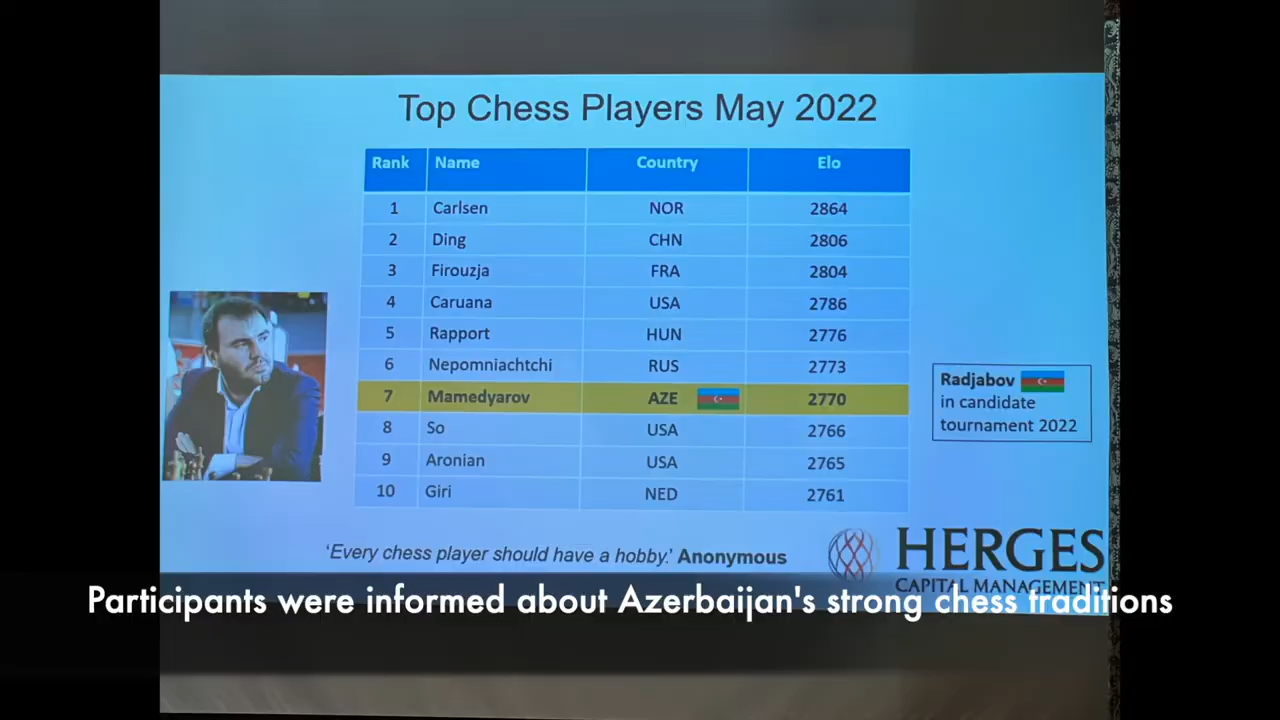 Top Chess Players May 2022
Rank Name Country Elo
1 Carlsen NOR 2864
2 Ding CHN 2806
3 Firouzja FRA 2804
4 Caruana USA 2786
5 Rapport HUN 2776
6 Nepomniachtchi RUS 2773
7 Mamedyarov AZE 2770
8 So USA 2766
9 Aronian USA 2765
10 Giri NED 2761
Radjabov
in candidate
tournament 2022
'Every chess player should have a hobby.' Anonymous
HERGES
CAPITAL MANAGEMENT
Participants were informed about Azerbaijan's strong chess traditions